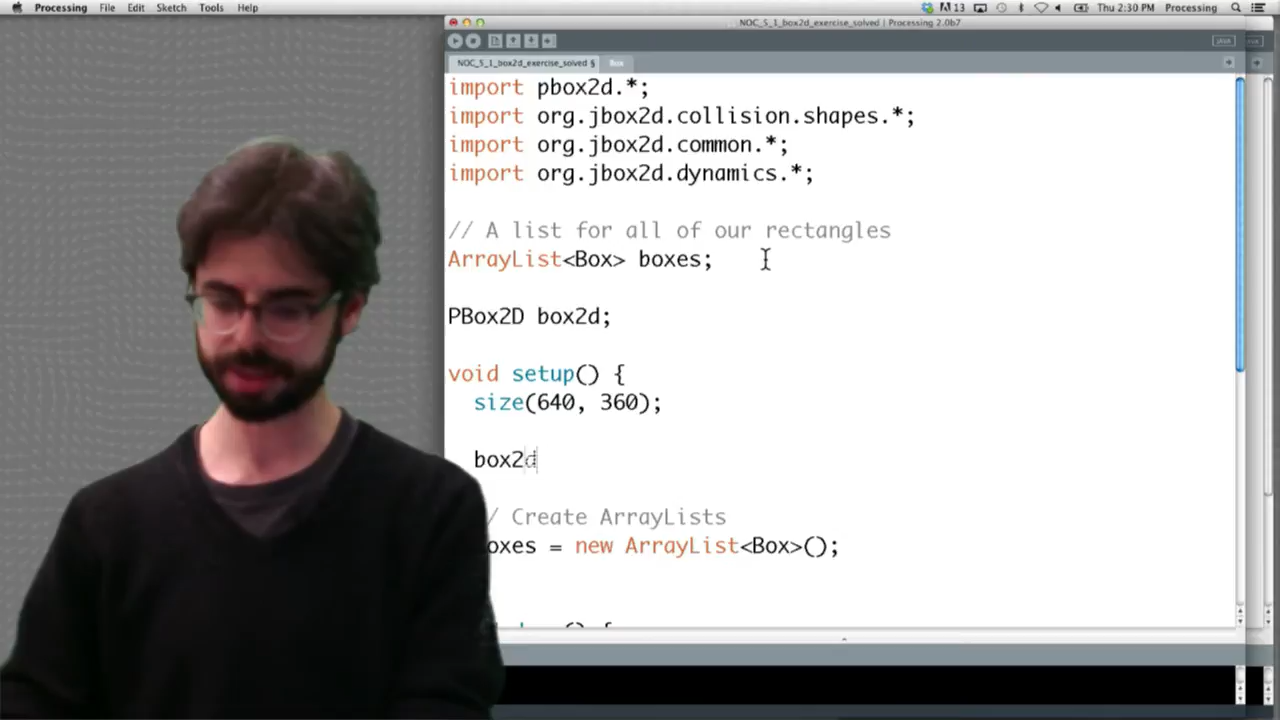 Processing File Edit Sketch Tools Help 13 Thu 2:30 PM Processing
NOC_5_1_box2d_exercise_solved | Processing 2.0b7
java
NOC_5_1_box2d_exercise_solved § Box
import pbox2d.*;
import org.jbox2d.collision.shapes.*;
import org.jbox2d.common.*;
import org.jbox2d.dynamics.*;
// A list for all of our rectangles
ArrayList<Box> boxes;
PBox2D box2d;
void setup() {
size(640, 360);
box2d
/ Create ArrayLists
oxes = new ArrayList<Box>();